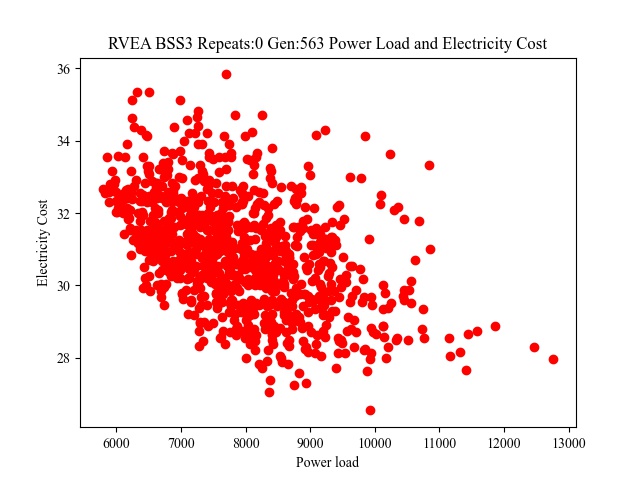 RVEA BSS3 Repeats:0 Gen:563 Power Load and Electricity Cost
36
34
32
30
28
Electricity Cost
6000 7000 8000 9000 10000 11000 12000 13000
Power load